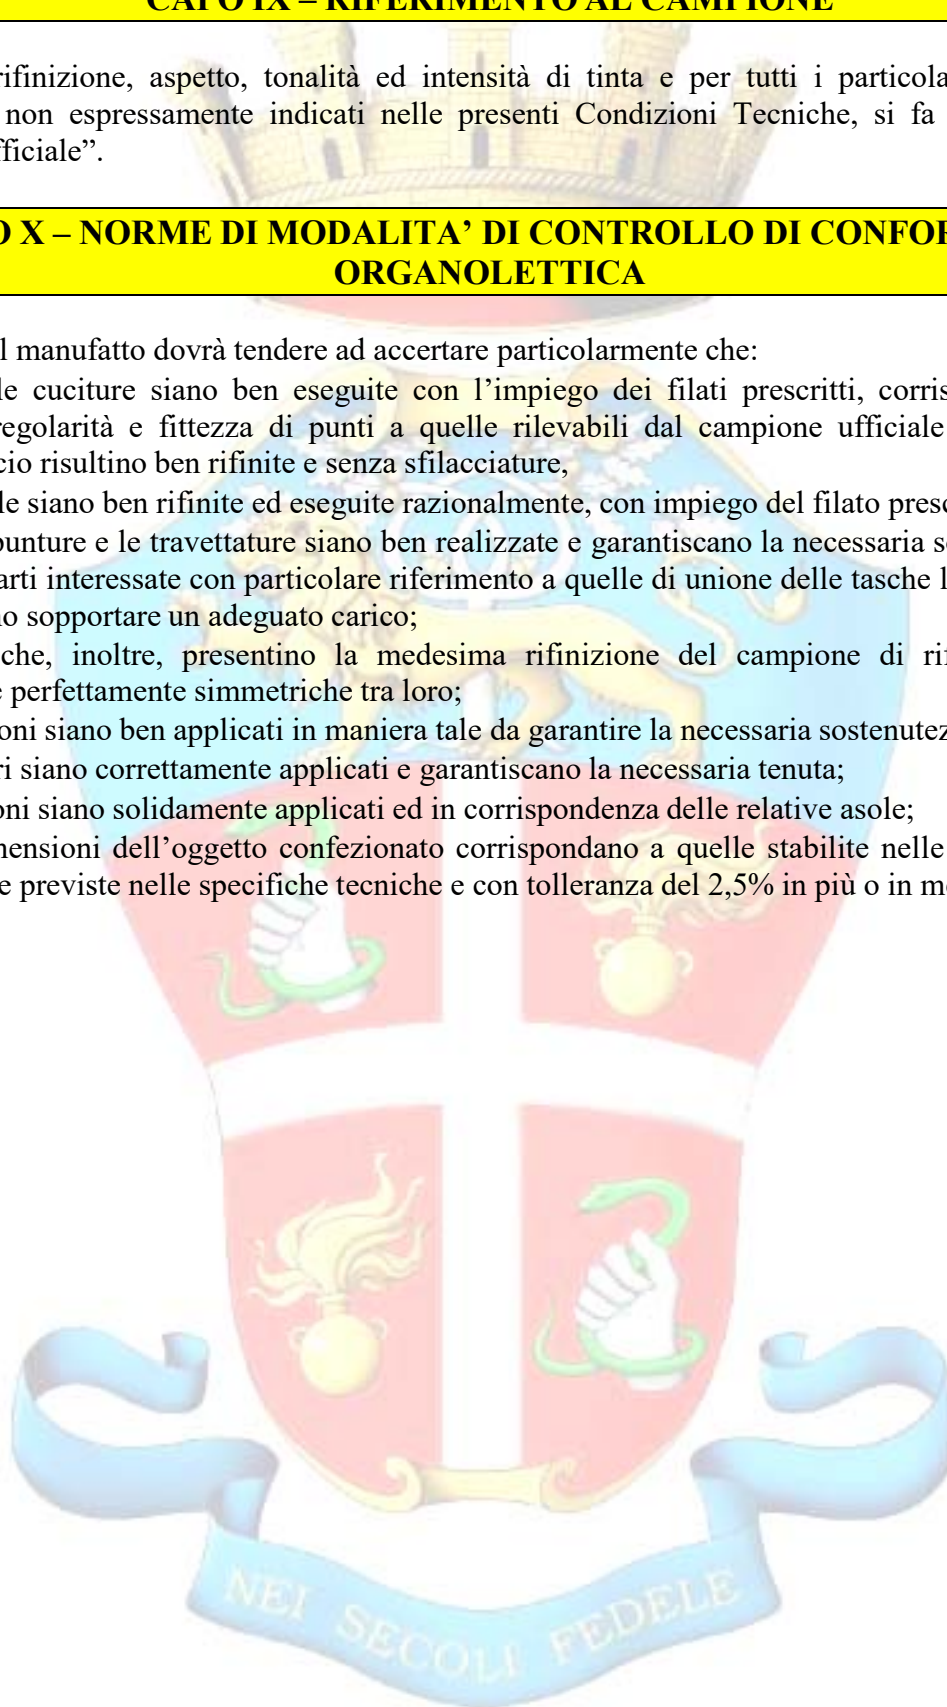 CAPO IX – RIFERIMENTO AL CAMPIONE
rifinizione, aspetto, tonalità ed intensità di tinta e per tutti i particola
non espressamente indicati nelle presenti Condizioni Tecniche, si fa
fficiale”.
O X – NORME DI MODALITA’ DI CONTROLLO DI CONFOR
ORGANOLETTICA
l manufatto dovrà tendere ad accertare particolarmente che:
le cuciture siano ben eseguite con l’impiego dei filati prescritti, corris
regolarità e fittezza di punti a quelle rilevabili dal campione ufficiale
cio risultino ben rifinite e senza sfilacciature,
le siano ben rifinite ed eseguite razionalmente, con impiego del filato presc
punture e le travettature siano ben realizzate e garantiscano la necessaria so
arti interessate con particolare riferimento a quelle di unione delle tasche l
no sopportare un adeguato carico;
che, inoltre, presentino la medesima rifinizione del campione di rif
e perfettamente simmetriche tra loro;
oni siano ben applicati in maniera tale da garantire la necessaria sostenutez
ri siano correttamente applicati e garantiscano la necessaria tenuta;
oni siano solidamente applicati ed in corrispondenza delle relative asole;
mensioni dell’oggetto confezionato corrispondano a quelle stabilite nelle
e previste nelle specifiche tecniche e con tolleranza del 2,5% in più o in me
NEI SECOLI FEDELE